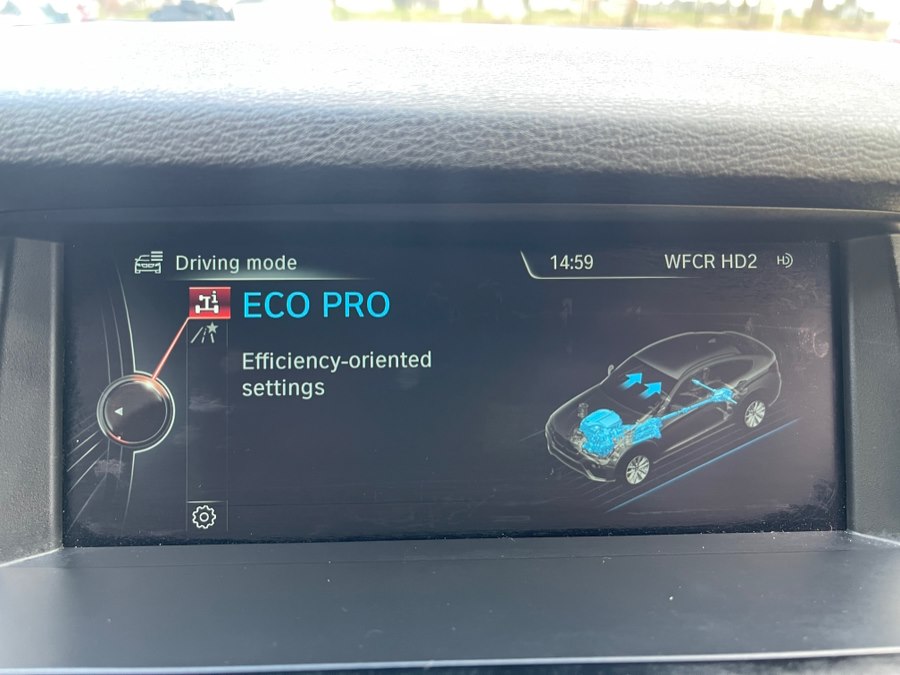 Driving mode
14:59
WFCR HD2
ECO PRO
Efficiency-oriented
settings